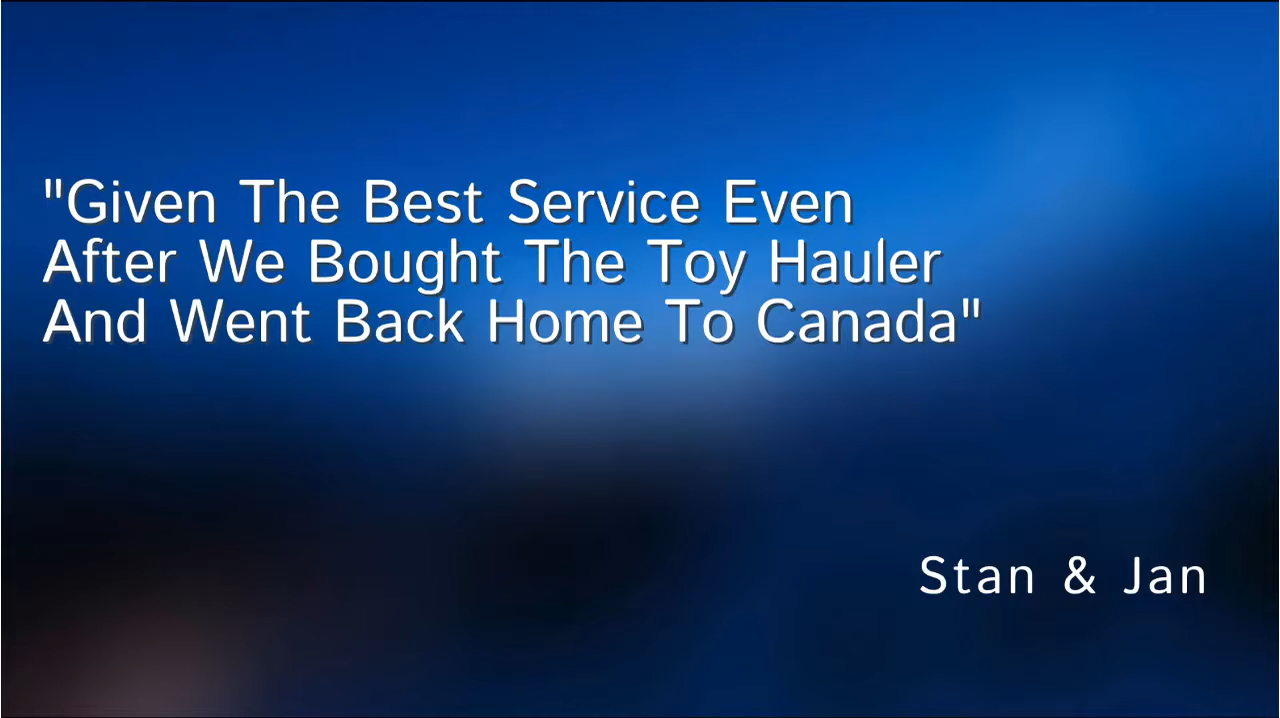 "Given The Best Service Even
After We Bought The Toy Hauler
And Went Back Home To Canada"
Stan & Jan